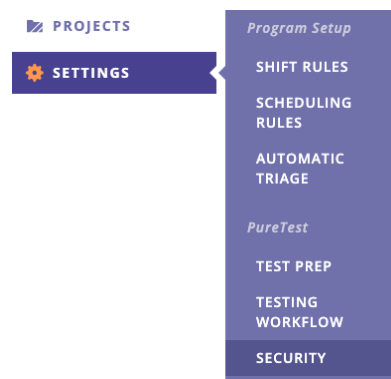 PROJECTS
SETTINGS
Program Setup
SHIFT RULES
SCHEDULING
RULES
AUTOMATIC
TRIAGE
PureTest
TEST PREP
TESTING
WORKFLOW
SECURITY